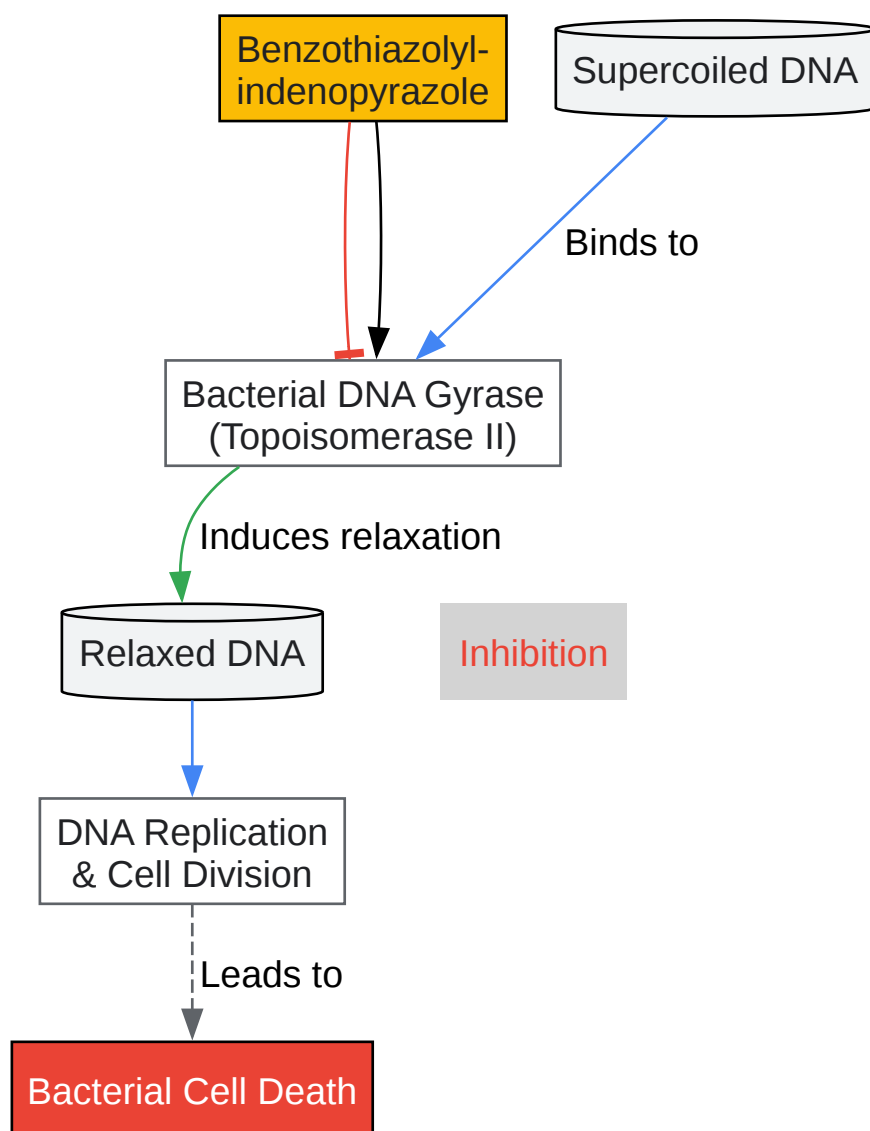 Benzothiazolyl-
indenopyrazole
Supercoiled DNA
Binds to
Bacterial DNA Gyrase
(Topoisomerase II)
Induces relaxation
Relaxed DNA
Inhibition
DNA Replication
& Cell Division
Leads to
Bacterial Cell Death